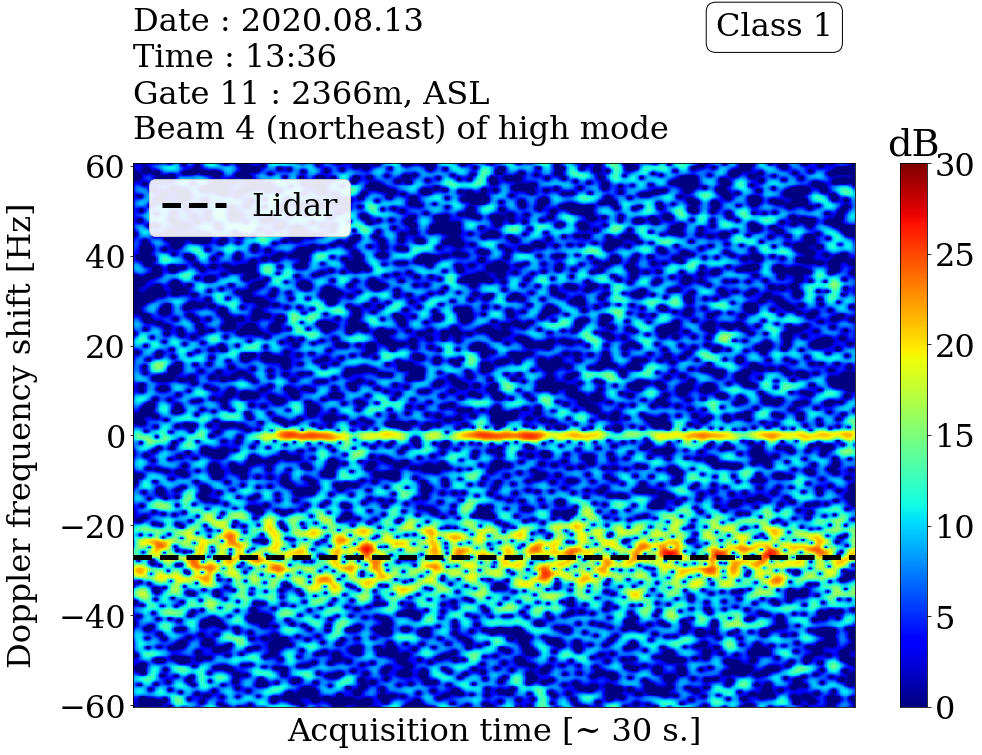 Date : 2020.08.13
Time : 13:36
Gate 11 : 2366m, ASL
Beam 4 (northeast) of high mode
Class 1
dB
Lidar
Doppler frequency shift [Hz]
60
40
20
0
−20
−40
−60
30
25
20
15
10
5
0
Acquisition time [~ 30 s.]